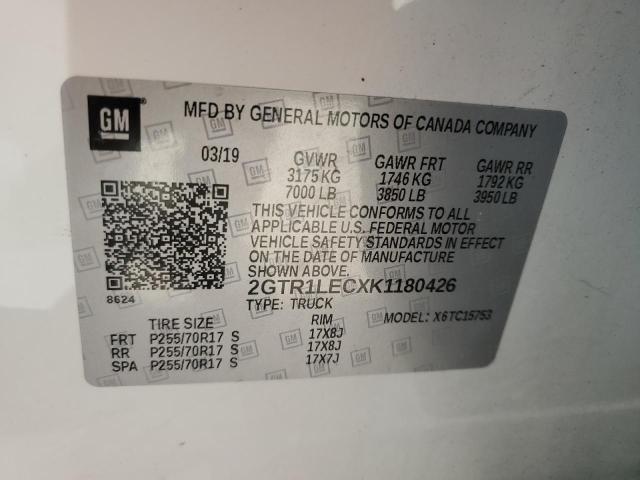 GM
MFD BY GENERAL MOTORS OF CANADA COMPANY
03/19 GVWR GAWR FRT GAWR RR
3175 KG 1746 KG 1792 KG
7000 LB 3850 LB 3950 LB
THIS VEHICLE CONFORMS TO ALL
APPLICABLE U.S. FEDERAL MOTOR
VEHICLE SAFETY STANDARDS IN EFFECT
ON THE DATE OF MANUFACTURE
SHOWN ABOVE.
8624
2GTR1LECXK1180426
TYPE: TRUCK MODEL: X6TC15753
TIRE SIZE RIM
FRT P255/70R17 S 17X8J
RR P255/70R17 S 17X8J
SPA P255/70R17 S 17X7J